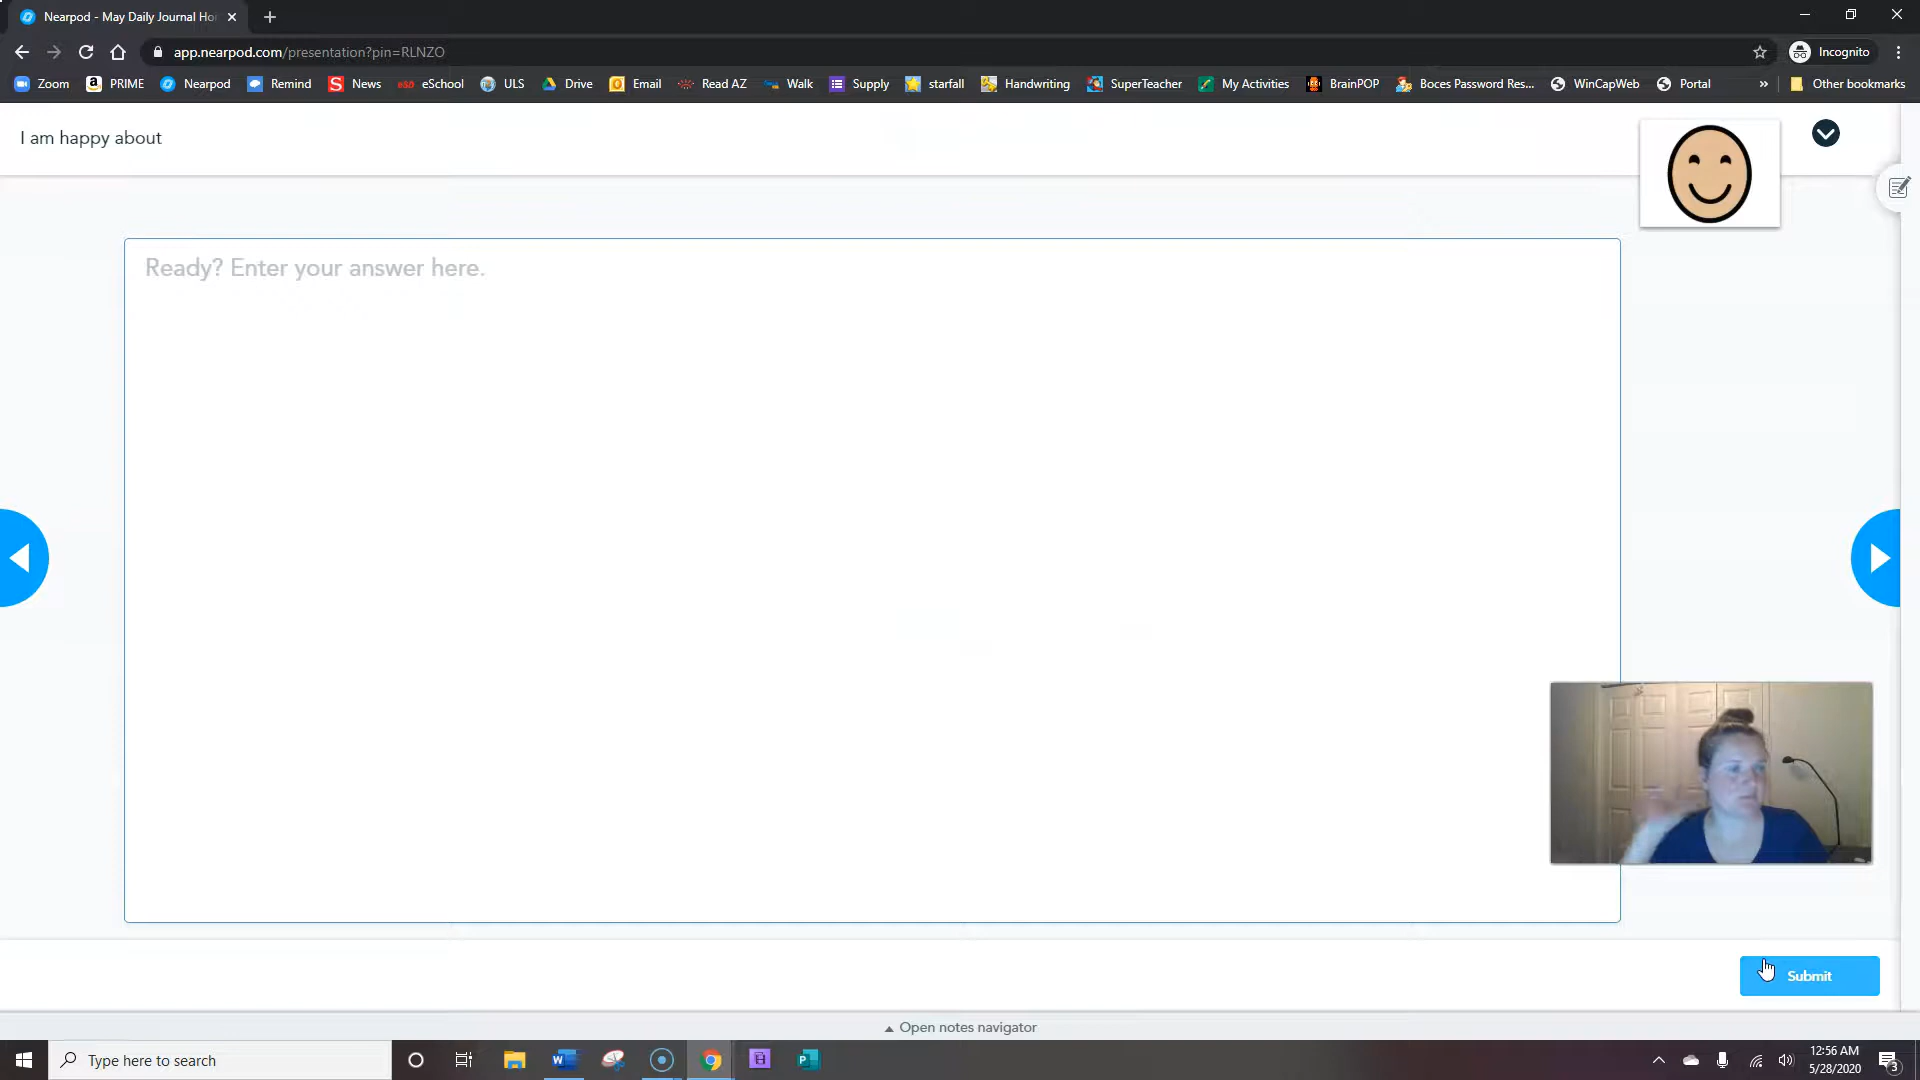 Nearpod - May Daily Journal Ho
app.nearpod.com/presentation?pin=RLNZO
Incognito
Zoom PRIME Nearpod Remind News eSchool ULS Drive Email Read AZ Walk Supply starfall Handwriting SuperTeacher My Activities BrainPOP Boces Password Res... WinCapWeb Portal » Other bookmarks
I am happy about
Ready? Enter your answer here.
Submit
Open notes navigator
Type here to search
12:56 AM
5/28/2020
3